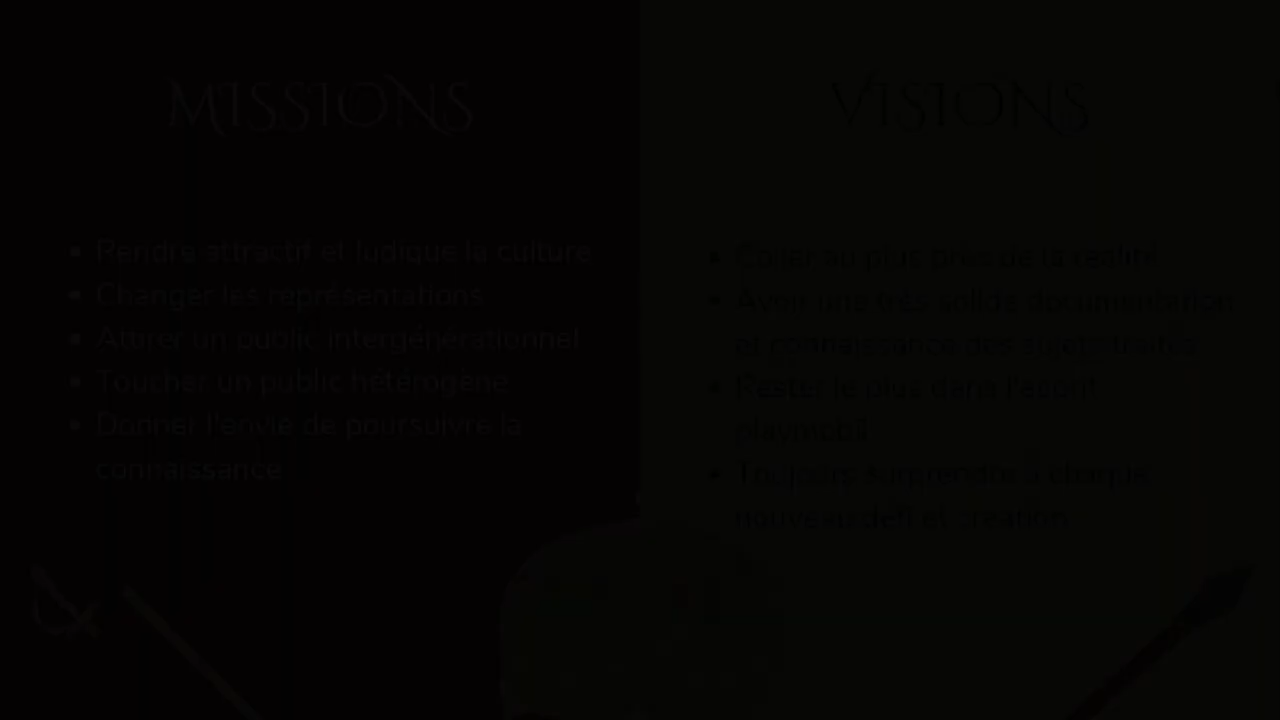 MISSIONS
• Rendre attractif et ludique la culture
• Changer les représentations
• Attirer un public intergénérationnel
• Toucher un public hétérogène
• Donner l'envie de poursuivre la
connaissance
VISIONS
• Coller au plus près de la réalité
• Avoir une très solide documentation
et connaissance des sujets traités
• Rester le plus dans l'esprit
playmobil
• Toujours surprendre à chaque
nouveau défi et création